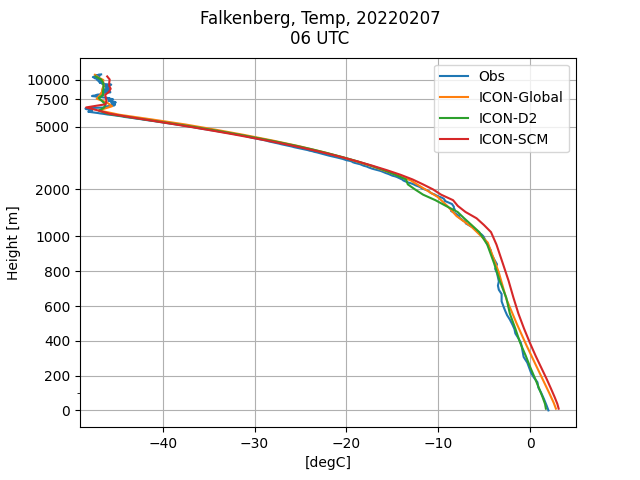 Falkenberg, Temp, 20220207
06 UTC
Obs
ICON-Global
ICON-D2
ICON-SCM
10000
7500
5000
2000
1000
800
600
400
200
0
Height [m]
−40
−30
−20
−10
0
[degC]